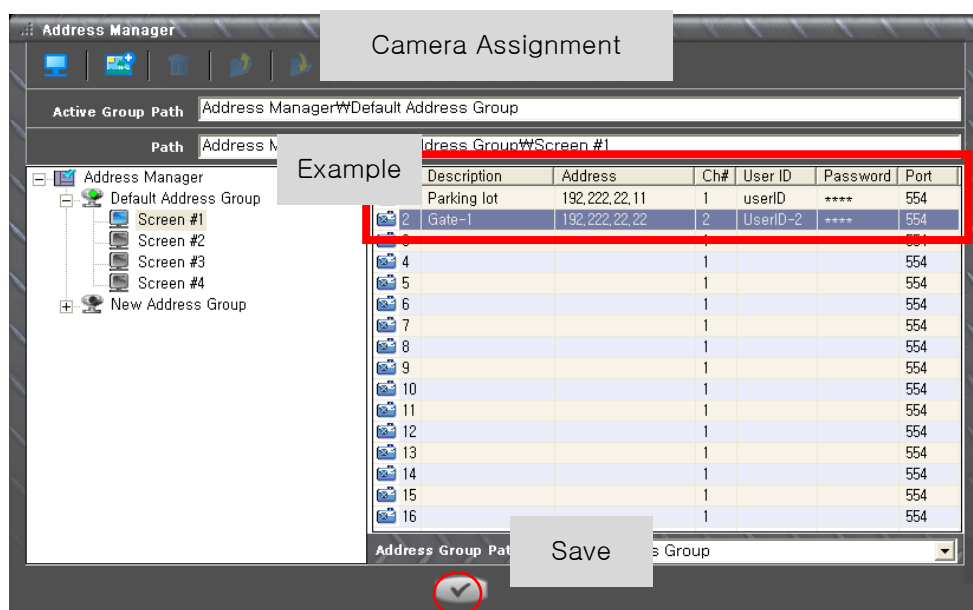 Address Manager
Camera Assignment
Active Group Path Address Manager₩Default Address Group
Path Address M dress Group₩Screen #1
Example
Address Manager
Default Address Group
Screen #1
Screen #2
Screen #3
Screen #4
New Address Group
Description Address Ch# User ID Password Port
Parking lot 192,222,22,11 1 userID **** 554
2 Gate-1 192,222,22,22 2 UserID-2 **** 554
3 1 554
4 1 554
5 1 554
6 1 554
7 1 554
8 1 554
9 1 554
10 1 554
11 1 554
12 1 554
13 1 554
14 1 554
15 1 554
16 1 554
Address Group Pat s Group
Save